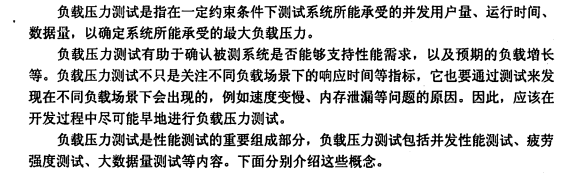 负载压力测试是指在一定约束条件下测试系统所能承受的并发用户量、运行时间、
数据量，以确定系统所能承受的最大负载压力。
负载压力测试有助于确认被测系统是否能够支持性能需求，以及预期的负载增长
等。负载压力测试不只是关注不同负载场景下的响应时间等指标，它也要通过测试来发
现在不同负载场景下会出现的，例如速度变慢、内存泄漏等问题的原因。因此，应该在
开发过程中尽可能早地进行负载压力测试。
负载压力测试是性能测试的重要组成部分，负载压力测试包括并发性能测试、疲劳
强度测试、大数据量测试等内容。下面分别介绍这些概念。